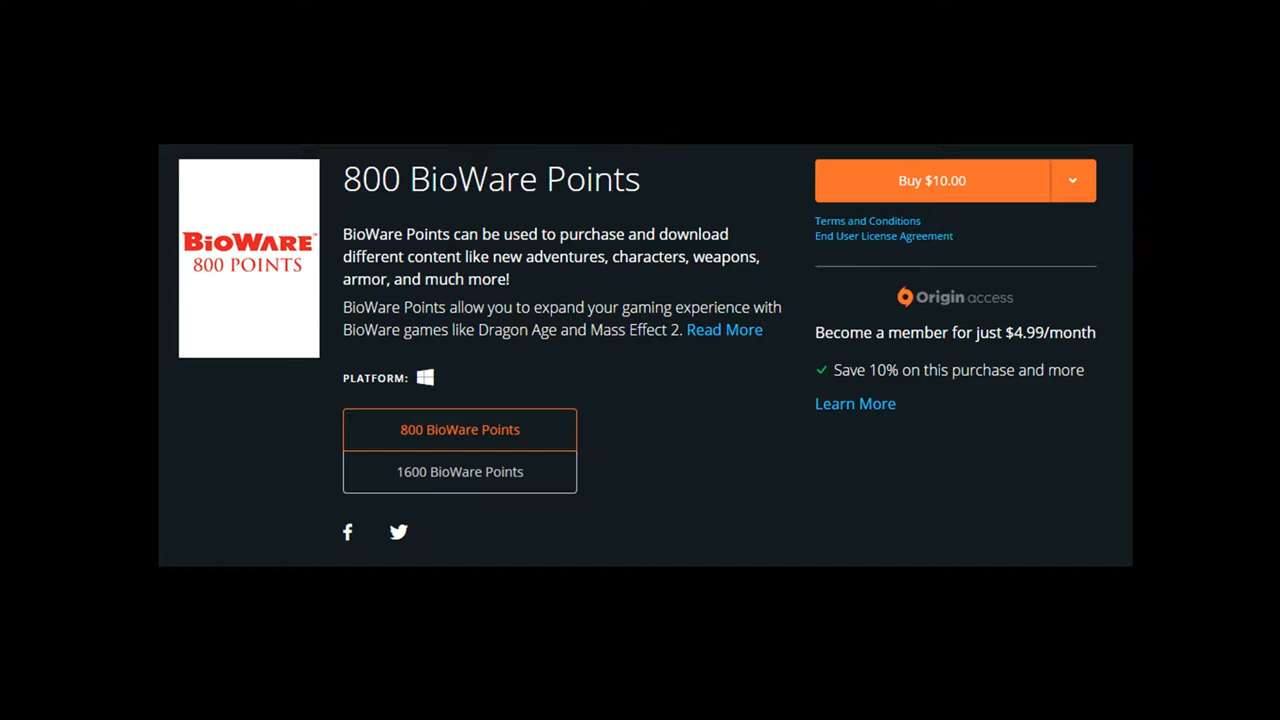 BIOWARE™
800 POINTS
800 BioWare Points
BioWare Points can be used to purchase and download
different content like new adventures, characters, weapons,
armor, and much more!
BioWare Points allow you to expand your gaming experience with
BioWare games like Dragon Age and Mass Effect 2. Read More
PLATFORM:
800 BioWare Points
1600 BioWare Points
Buy $10.00
Terms and Conditions
End User License Agreement
Origin access
Become a member for just $4.99/month
Save 10% on this purchase and more
Learn More